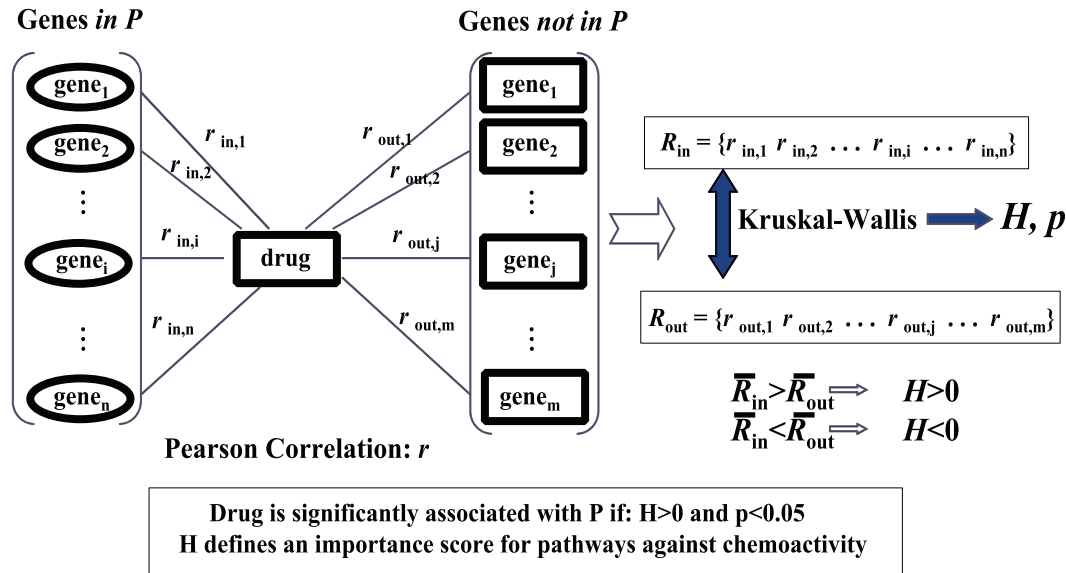 Genes in P
Genes not in P
gene1
gene2
⋮
genei
⋮
genen
r in,1
r in,2
r in,i
r in,n
drug
r out,1
r out,2
r out,j
r out,m
gene1
gene2
⋮
genej
⋮
genem
Pearson Correlation: r
Rin = {r in,1 r in,2 ... r in,i ... r in,n}
Kruskal-Wallis
H, p
Rout = {r out,1 r out,2 ... r out,j ... r out,m}
R̅in>R̅out ⇨ H>0
R̅in<R̅out ⇨ H<0
Drug is significantly associated with P if: H>0 and p<0.05
H defines an importance score for pathways against chemoactivity